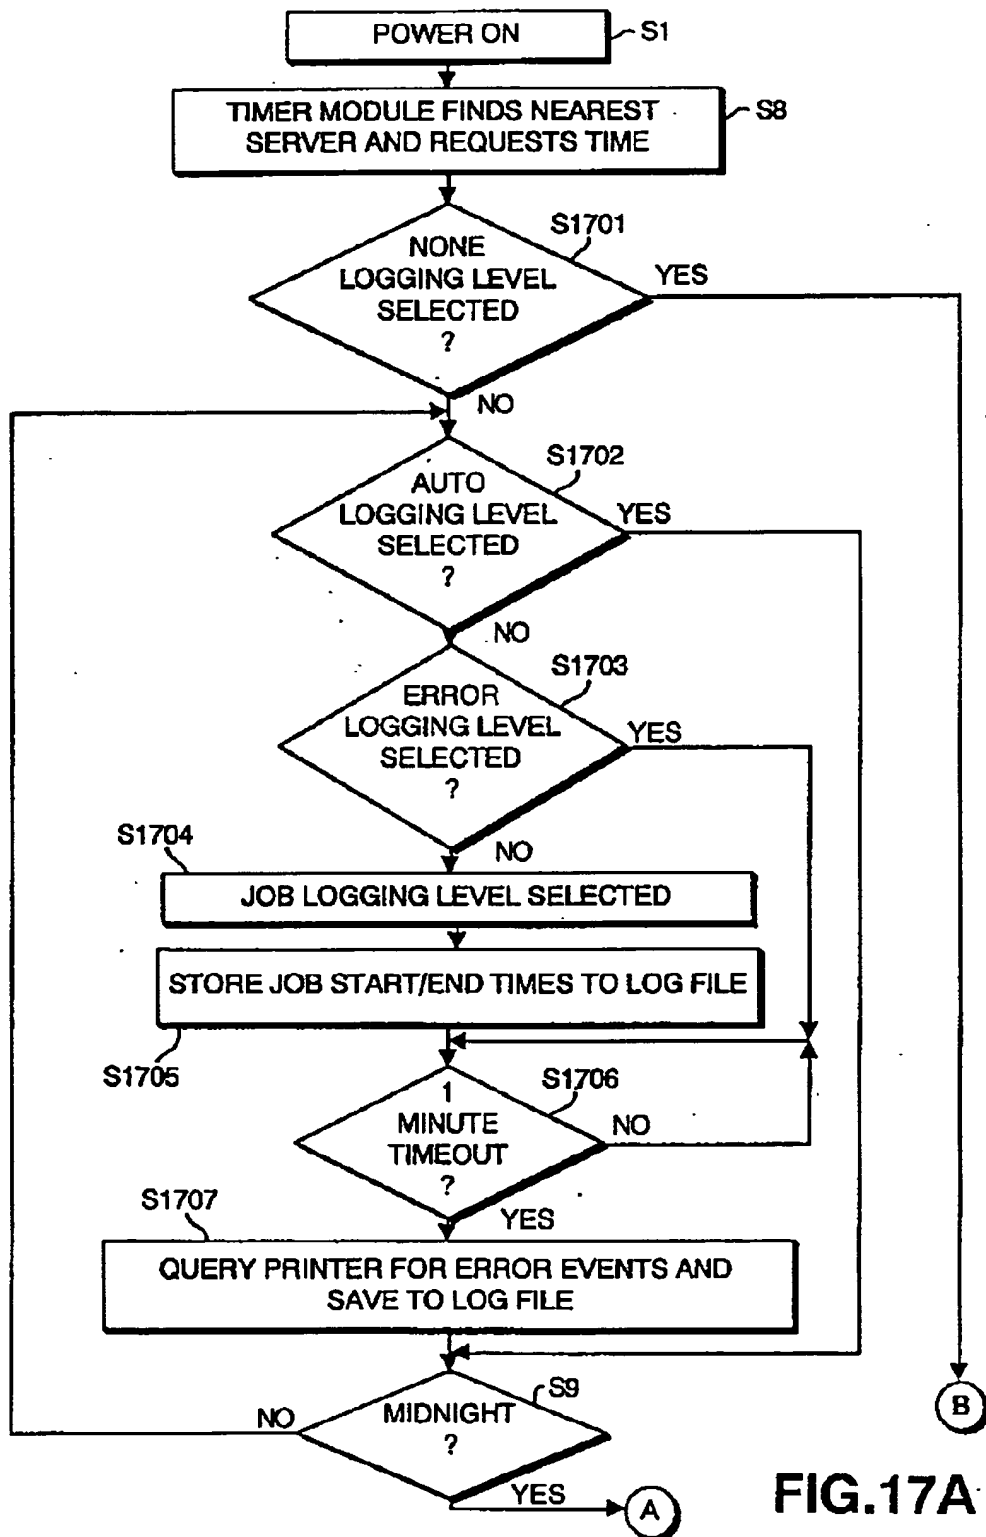 POWER ON
S1
TIMER MODULE FINDS NEAREST
SERVER AND REQUESTS TIME
S8
S1701
NONE
LOGGING LEVEL
SELECTED
?
YES
NO
S1702
AUTO
LOGGING LEVEL
SELECTED
?
YES
NO
S1703
ERROR
LOGGING LEVEL
SELECTED
?
YES
NO
S1704
JOB LOGGING LEVEL SELECTED
STORE JOB START/END TIMES TO LOG FILE
S1705
S1706
1
MINUTE
TIMEOUT
?
NO
YES
S1707
QUERY PRINTER FOR ERROR EVENTS AND
SAVE TO LOG FILE
S9
MIDNIGHT
?
NO
YES
A
B
FIG.17A